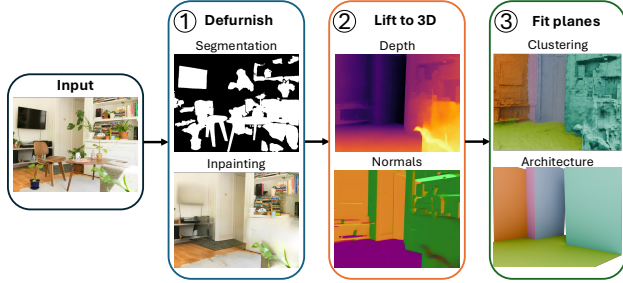 Input
① Defurnish
Segmentation
Inpainting
② Lift to 3D
Depth
Normals
③ Fit planes
Clustering
Architecture